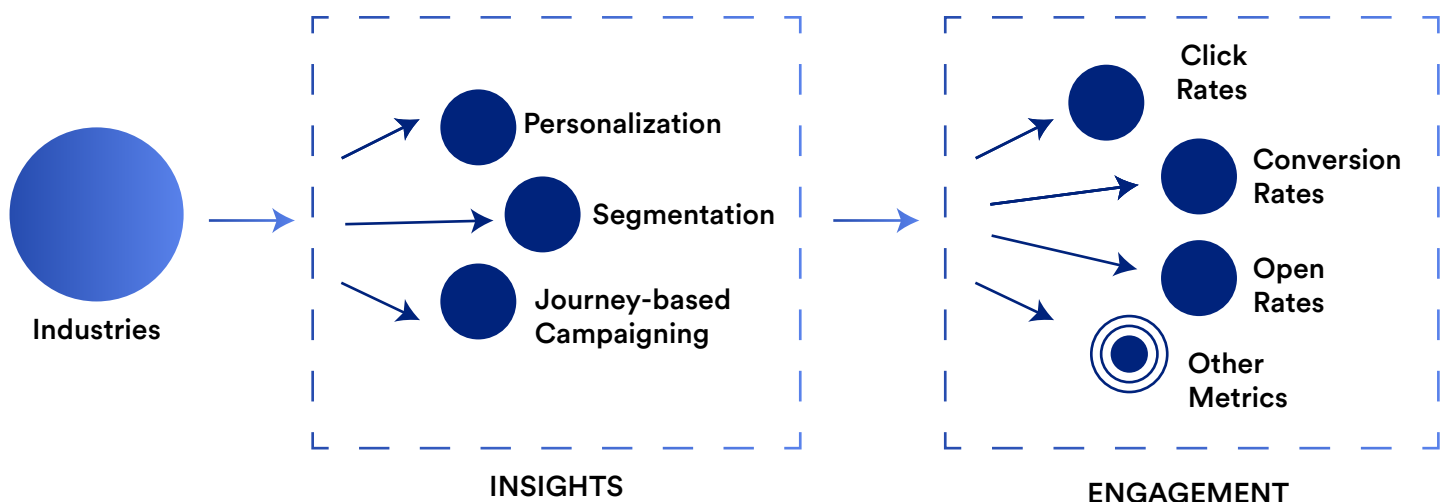 Industries
Personalization
Segmentation
Journey-based
Campaigning
INSIGHTS
Click
Rates
Conversion
Rates
Open
Rates
Other
Metrics
ENGAGEMENT